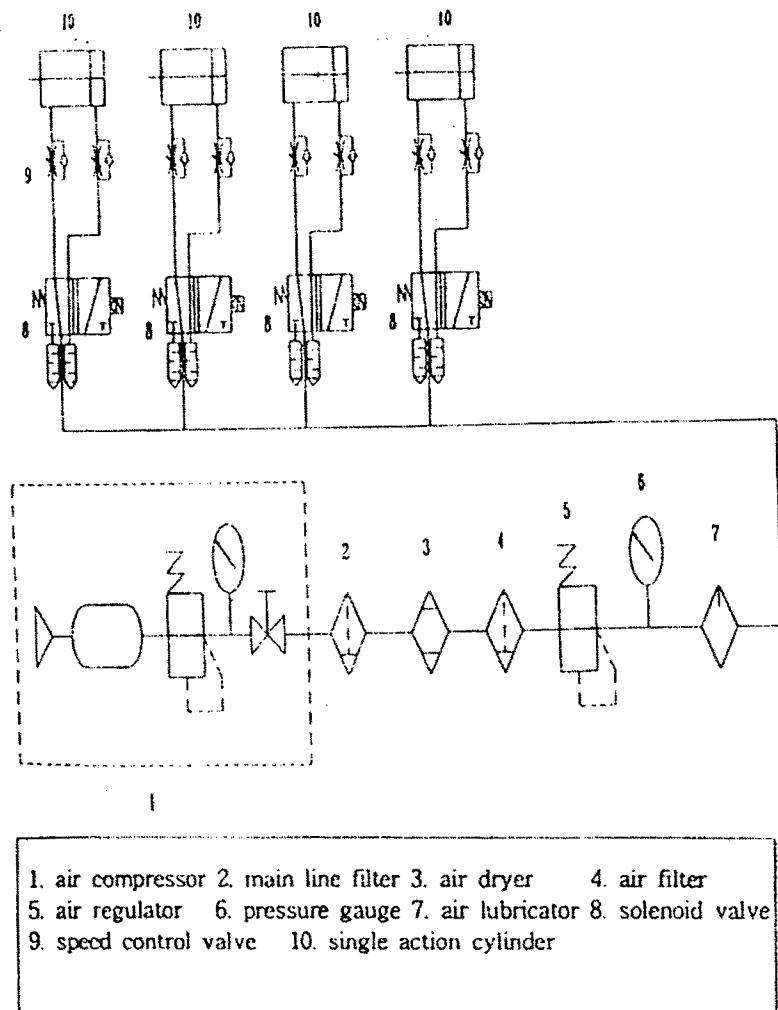 10 10 10 10
9
8 8 8 8
6
5
2 3 4 7
1
1. air compressor 2. main line filter 3. air dryer 4. air filter
5. air regulator 6. pressure gauge 7. air lubricator 8. solenoid valve
9. speed control valve 10. single action cylinder